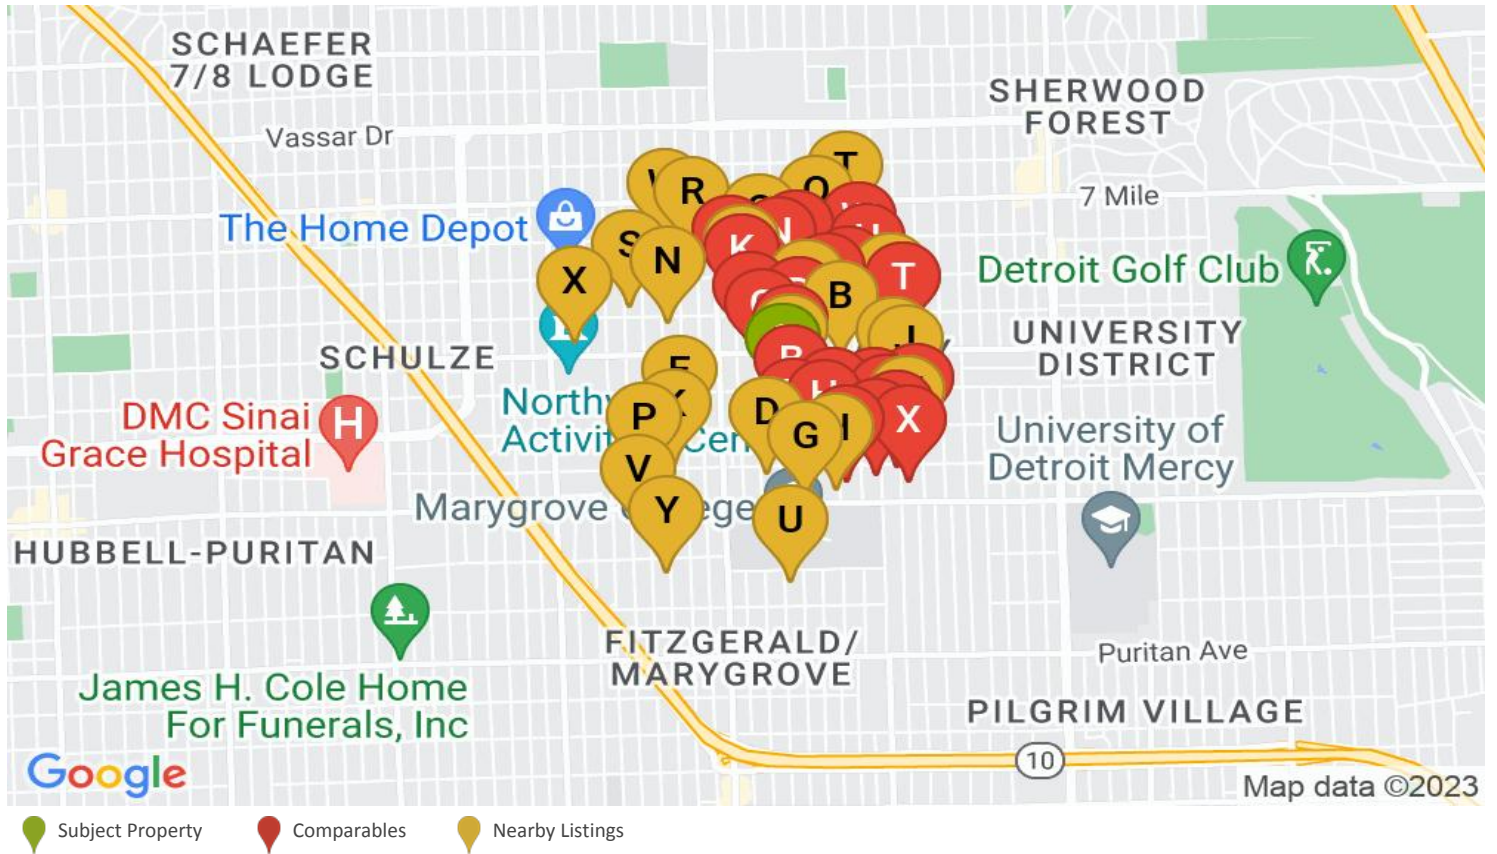 SCHAEFER
7/8 LODGE
Vassar Dr
SHERWOOD
FOREST
T
Q
R
7 Mile
The Home Depot
S
N
K
N
X
T
B
Detroit Golf Club
J
UNIVERSITY
DISTRICT
SCHULZE
E
DMC Sinai
Grace Hospital
H
P
K
D
G
H
X
University of
Detroit Mercy
V
Marygrove
ege
Y
U
HUBBELL-PURITAN
FITZGERALD/
MARYGROVE
Puritan Ave
James H. Cole Home
For Funerals, Inc
PILGRIM VILLAGE
10
Google
Map data ©2023
Subject Property
Comparables
Nearby Listings